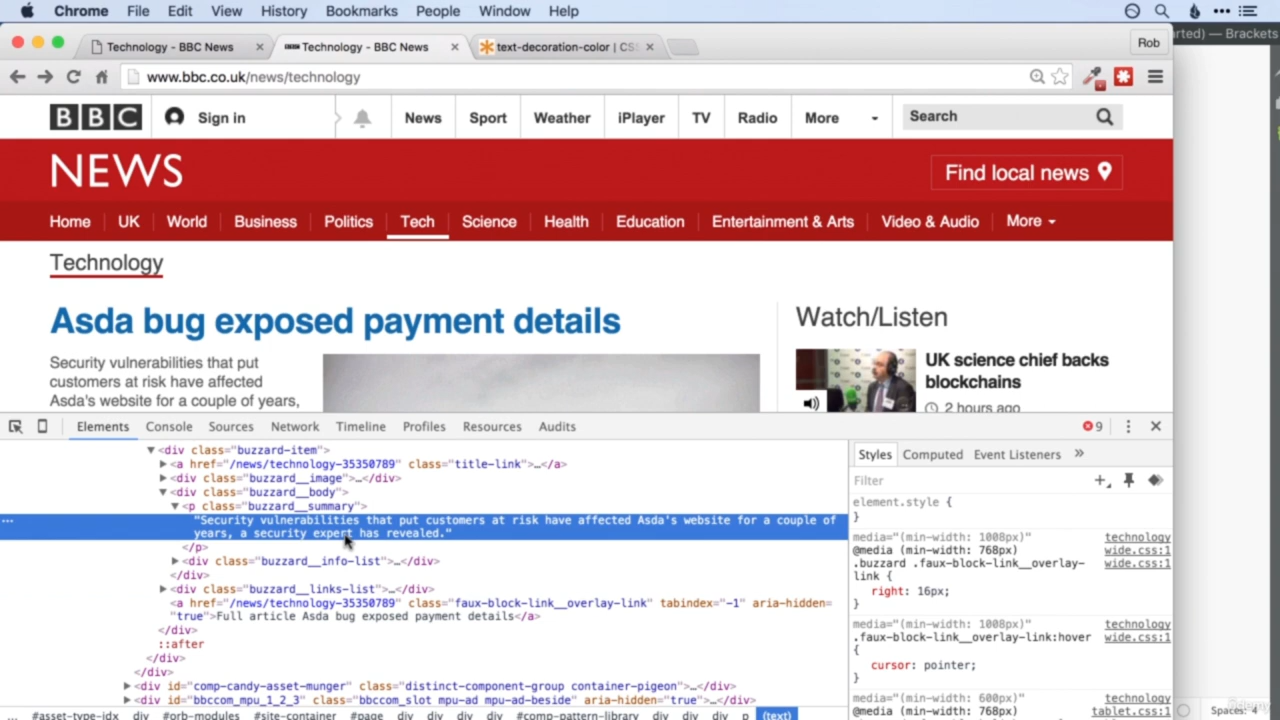 Chrome File Edit View History Bookmarks People Window Help
Technology - BBC News × Technology - BBC News × text-decoration-color | CSS × Rob
rted) — Brackets
www.bbc.co.uk/news/technology
BBC Sign in News Sport Weather iPlayer TV Radio More Search
NEWS Find local news
Home UK World Business Politics Tech Science Health Education Entertainment & Arts Video & Audio More
Technology
Asda bug exposed payment details
Security vulnerabilities that put
customers at risk have affected
Asda's website for a couple of years,
Watch/Listen
UK science chief backs
blockchains
2 hours ago
Elements Console Sources Network Timeline Profiles Resources Audits 9
<div class="buzzard-item">
<a href="/news/technology-35350789" class="title-link">…</a>
<div class="buzzard__image">…</div>
<div class="buzzard__body">
<p class="buzzard__summary">
"Security vulnerabilities that put customers at risk have affected Asda's website for a couple of
years, a security expert has revealed."
</p>
<div class="buzzard__info-list">…</div>
</div>
<div class="buzzard__links-list">…</div>
<a href="/news/technology-35350789" class="faux-block-link__overlay-link" tabindex="-1" aria-hidden=
"true">Full article Asda bug exposed payment details</a>
</div>
::after
</div>
</div>
<div id="comp-candy-asset-munger" class="distinct-component-group container-pigeon">…</div>
<div id="bbccom_mpu_1_2_3" class="bbccom_slot mpu-ad mpu-ad-beside" aria-hidden="true">…</div>
… #asset-type-idx div #orb-modules #site-container #page div div #comp-pattern-library div div div p (text)
Styles Computed Event Listeners »
Filter
element.style {
}
media="(min-width: 1008px)" technology
@media (min-width: 768px) wide.css:1
.buzzard .faux-block-link__overlay- wide.css:1
link {
right: 16px;
}
media="(min-width: 1008px)" technology
.faux-block-link__overlay-link:hover wide.css:1
{
cursor: pointer;
}
media="(min-width: 600px)" technology
@media (min-width: 768px) tablet.css:1
Spaces: 4